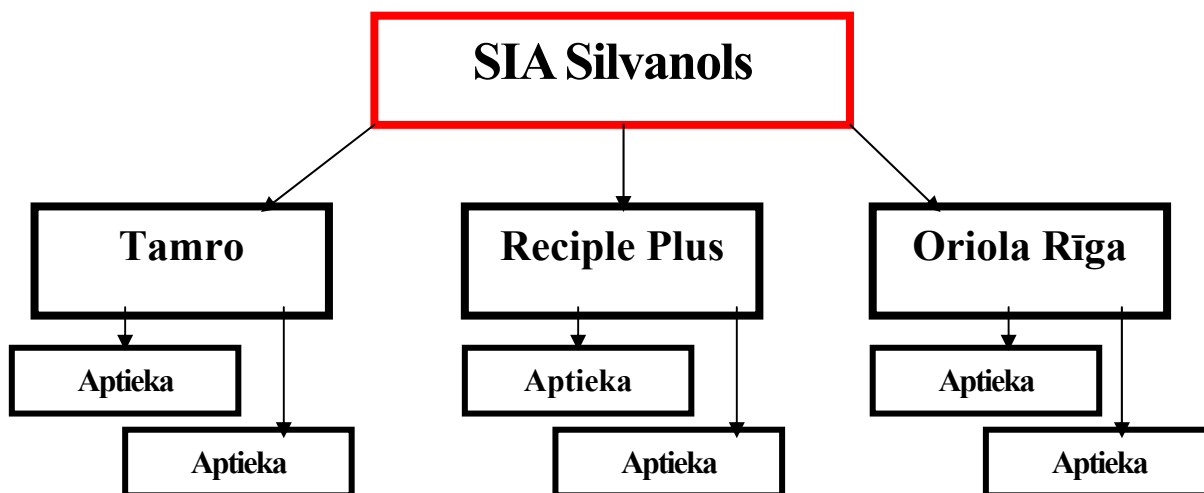 SIA Silvanols
Tamro
Reciple Plus
Oriola Rīga
Aptieka
Aptieka
Aptieka
Aptieka
Aptieka
Aptieka